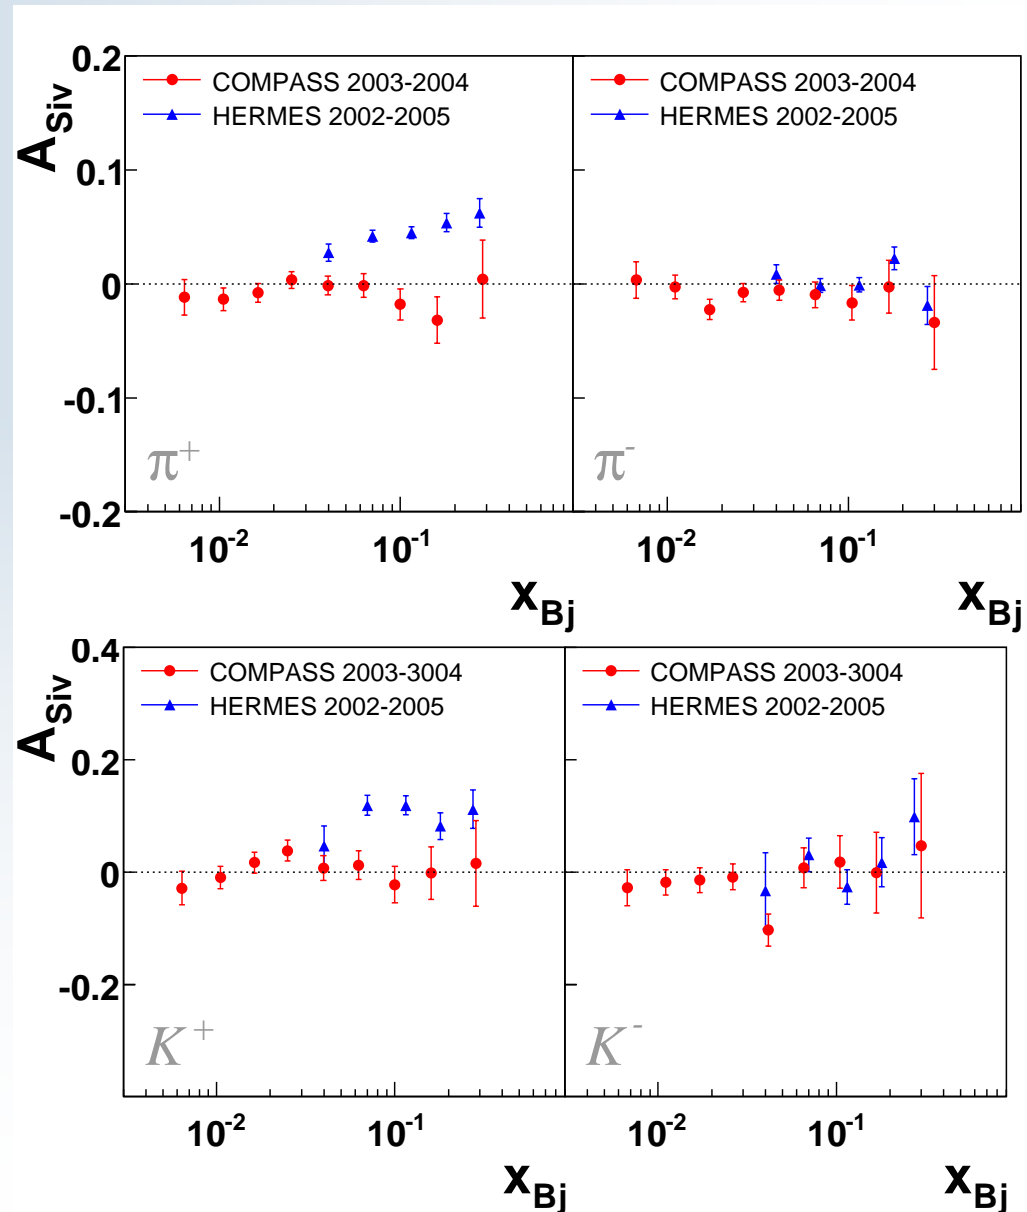 COMPASS 2003-2004
HERMES 2002-2005
COMPASS 2003-2004
HERMES 2002-2005
A_Siv
0.2
0.1
0
-0.1
-0.2
π⁺
π⁻
10⁻² 10⁻¹
10⁻² 10⁻¹
x_Bj
x_Bj
COMPASS 2003-3004
HERMES 2002-2005
COMPASS 2003-3004
HERMES 2002-2005
A_Siv
0.4
0.2
0
-0.2
K⁺
K⁻
10⁻² 10⁻¹
10⁻² 10⁻¹
x_Bj
x_Bj